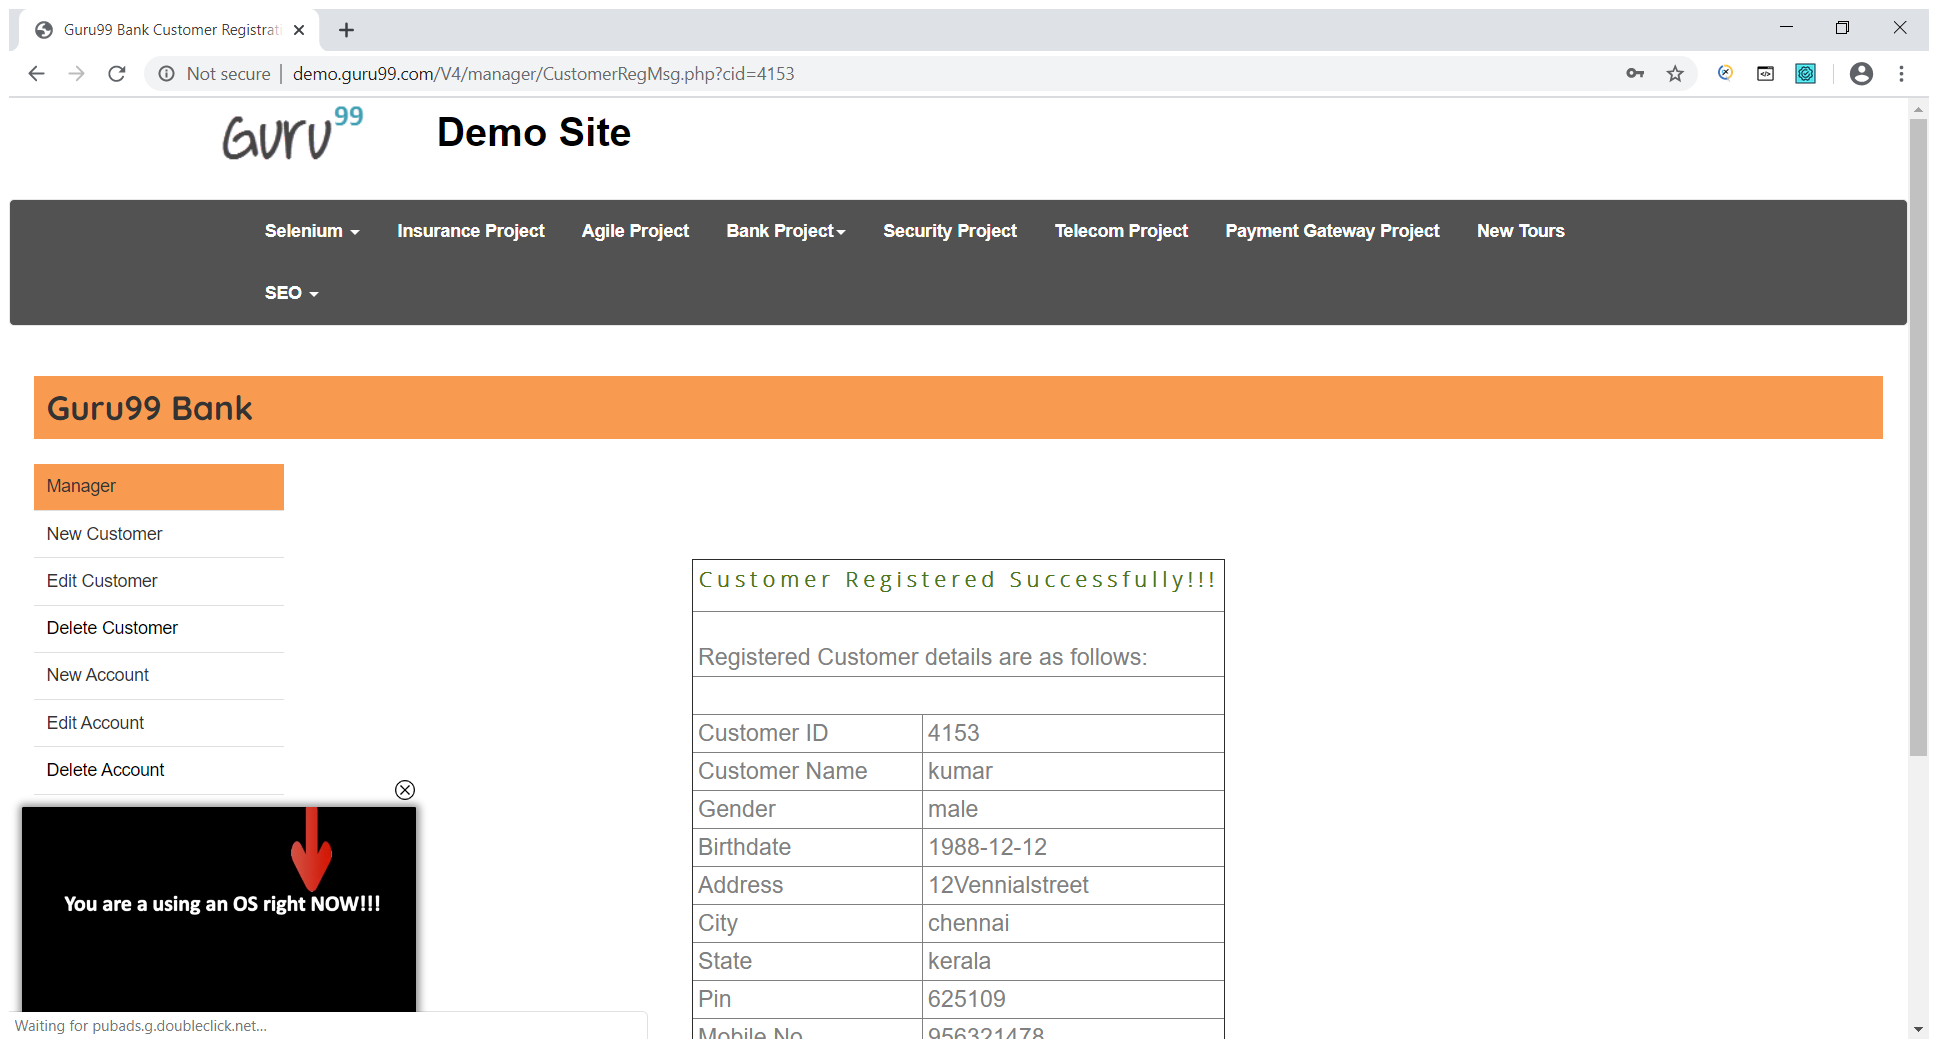 Guru99 Bank Customer Registrati
Not secure | demo.guru99.com/V4/manager/CustomerRegMsg.php?cid=4153
Guru99 Demo Site
Selenium Insurance Project Agile Project Bank Project Security Project Telecom Project Payment Gateway Project New Tours
SEO
Guru99 Bank
Manager
New Customer
Edit Customer
Delete Customer
New Account
Edit Account
Delete Account
You are a using an OS right NOW!!!
Waiting for pubads.g.doubleclick.net...
Customer Registered Successfully!!!
Registered Customer details are as follows:
Customer ID 4153
Customer Name kumar
Gender male
Birthdate 1988-12-12
Address 12Vennialstreet
City chennai
State kerala
Pin 625109
Mobile No 956321478